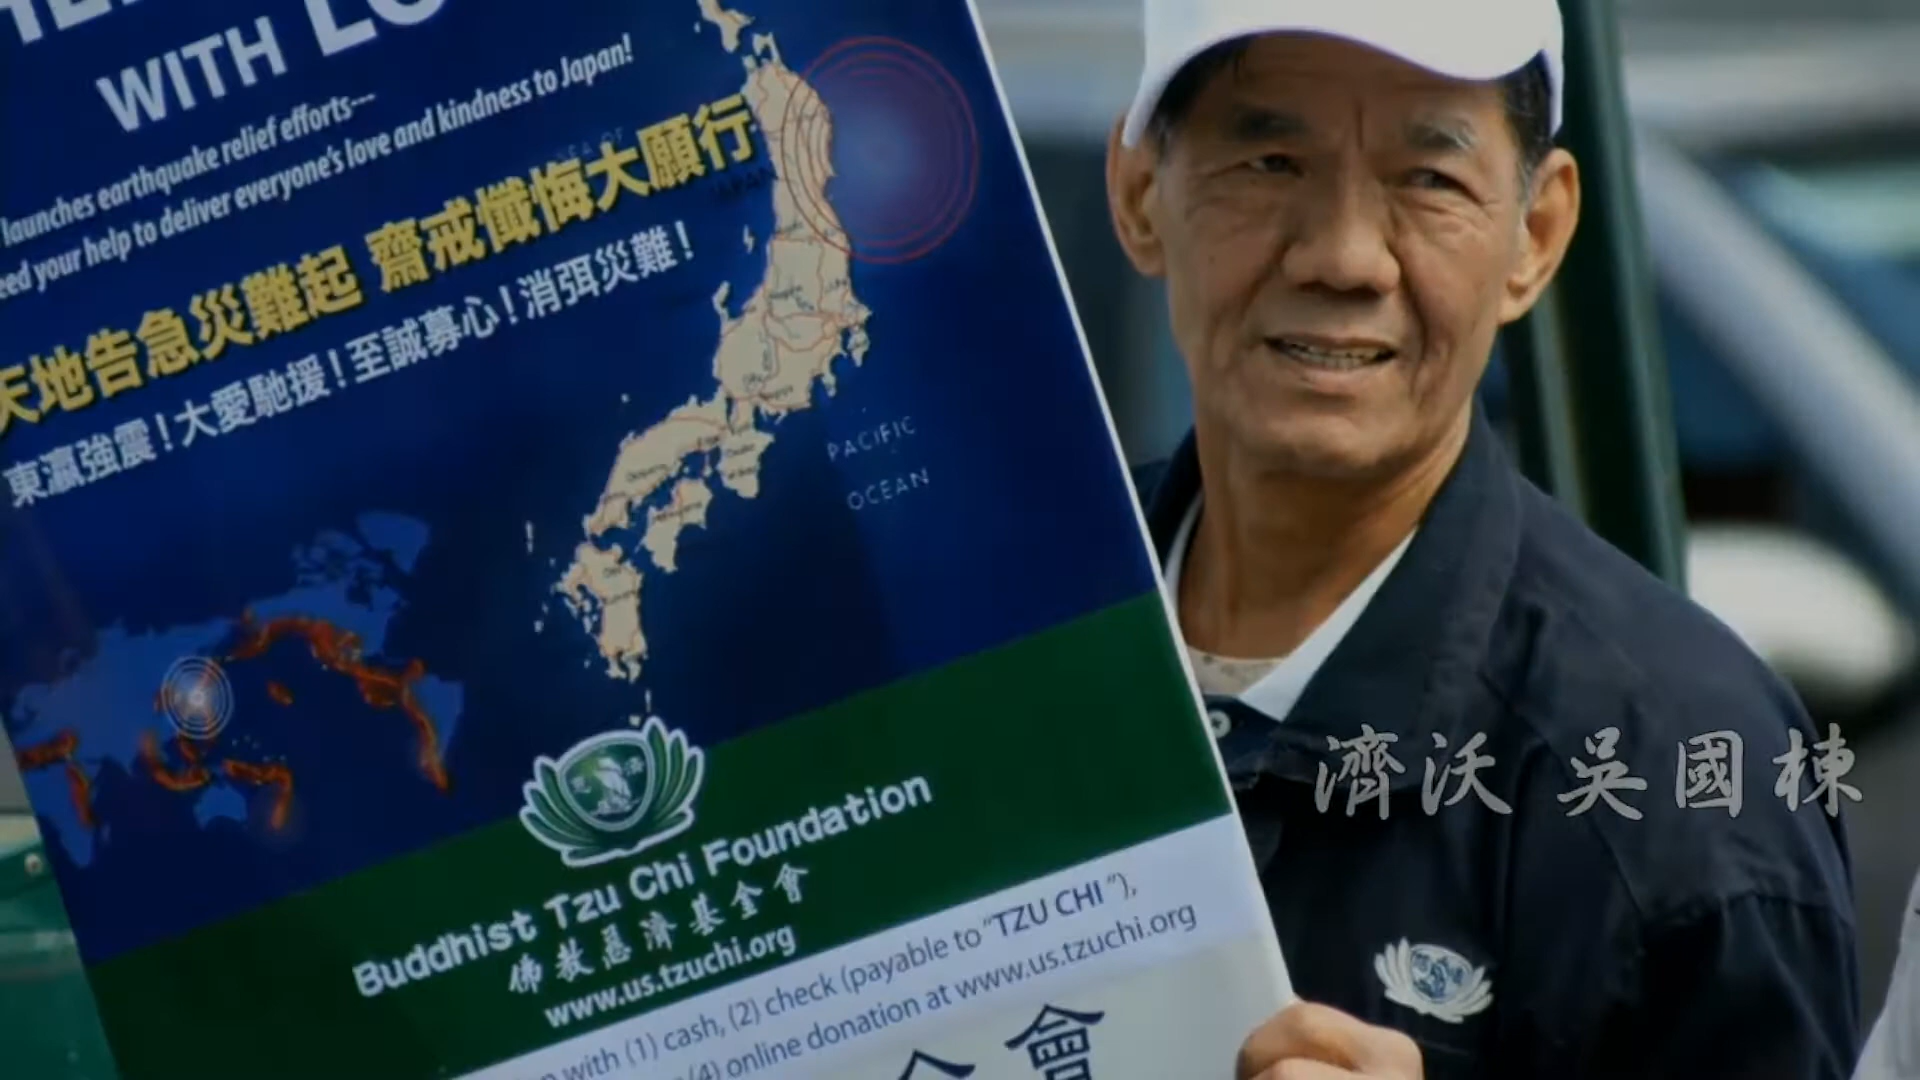 WITH LO
launches earthquake relief efforts---
eed your help to deliver everyone's love and kindness to Japan!
天地告急災難起 齋戒懺悔大願行
東瀛強震!大愛馳援!至誠募心!消弭災難!
JAPAN
PACIFIC
OCEAN
Buddhist Tzu Chi Foundation
佛教慈濟基金會
www.us.tzuchi.org
with (1) cash, (2) check (payable to "TZU CHI "),
(4) online donation at www.us.tzuchi.org
金會
濟沃 吳國棟